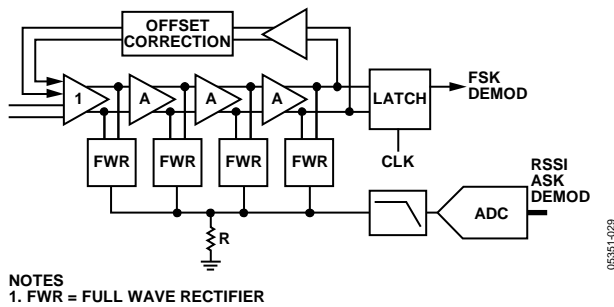 OFFSET
CORRECTION
1
A
A
A
LATCH
FSK
DEMOD
FWR
FWR
FWR
FWR
CLK
RSSI
ASK
DEMOD
R
ADC
05351-029
NOTES
1. FWR = FULL WAVE RECTIFIER